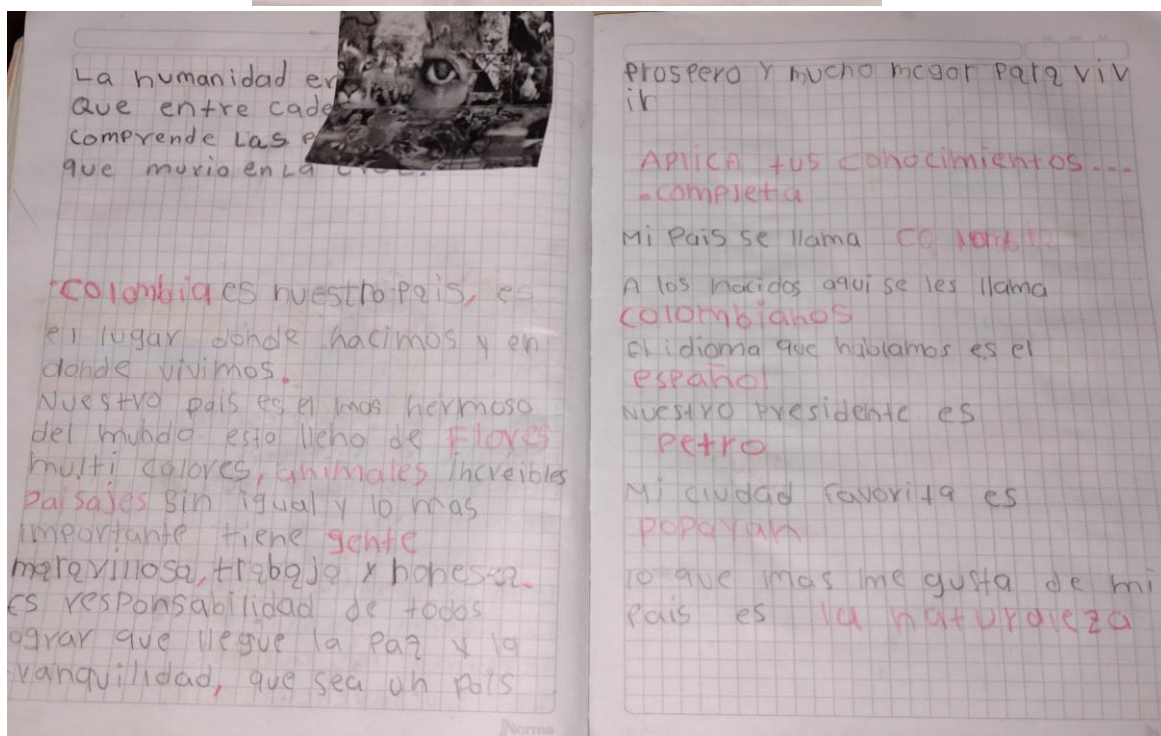 La humanidad
que entre
comprende Las
que murio en La
colombia es nuestro pais, es
el lugar donde nacimos y en
donde vivimos.
Nuestro pais es el mas hermoso
del mundo esta lleno de Flores
multi colores, animales increibles
paisajes sin igual y lo mas
importante tiene gente
maravillosa, trabaja y honesta.
Es responsabilidad de todos
ograr que llegue la paz y la
ranquilidad, que sea un pais
Norma
Prospero y mucho megor para viv
ir
APLICA tus conocimientos...
.completa
Mi Pais se llama
A los nacidos aqui se les llama
colombianos
El idioma que hablamos es el
español
Nuestro Presidente es
Petro
Mi ciudad favorita es
popayan
lo que mas me gusta de mi
pais es la naturaleza